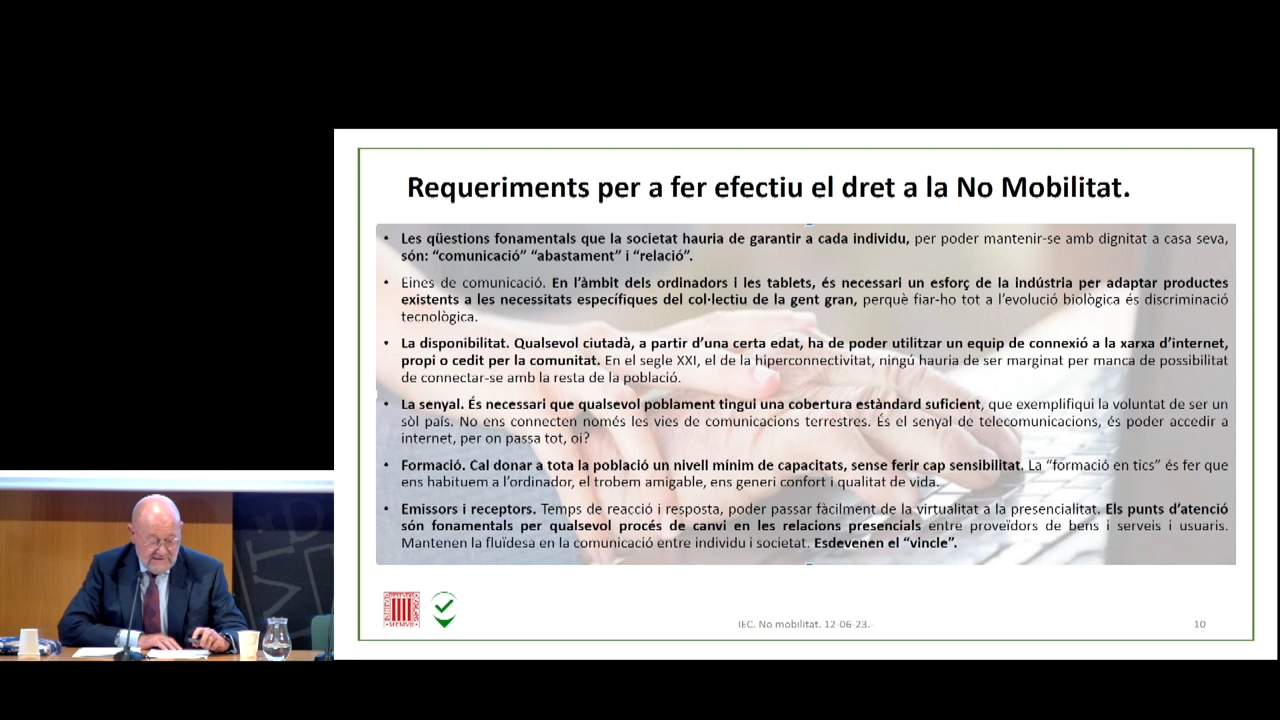 Requeriments per a fer efectiu el dret a la No Mobilitat.
• Les qüestions fonamentals que la societat hauria de garantir a cada individu, per poder mantenir-se amb dignitat a casa seva,
són: “comunicació” “abastament” i “relació”.
• Eines de comunicació. En l’àmbit dels ordinadors i les tablets, és necessari un esforç de la indústria per adaptar productes
existents a les necessitats específiques del col·lectiu de la gent gran, perquè fiar-ho tot a l’evolució biològica és discriminació
tecnològica.
• La disponibilitat. Qualsevol ciutadà, a partir d’una certa edat, ha de poder utilitzar un equip de connexió a la xarxa d’internet,
propi o cedit per la comunitat. En el segle XXI, el de la hiperconnectivitat, ningú hauria de ser marginat per manca de possibilitat
de connectar-se amb la resta de la població.
• La senyal. És necessari que qualsevol poblament tingui una cobertura estàndard suficient, que exemplifiqui la voluntat de ser un
sòl país. No ens connecten només les vies de comunicacions terrestres. És el senyal de telecomunicacions, és poder accedir a
internet, per on passa tot, oi?
• Formació. Cal donar a tota la població un nivell mínim de capacitats, sense ferir cap sensibilitat. La “formació en tics” és fer que
ens habituem a l’ordinador, el trobem amigable, ens generi confort i qualitat de vida.
• Emissors i receptors. Temps de reacció i resposta, poder passar fàcilment de la virtualitat a la presencialitat. Els punts d’atenció
són fonamentals per qualsevol procés de canvi en les relacions presencials entre proveïdors de bens i serveis i usuaris.
Mantenen la fluïdesa en la comunicació entre individu i societat. Esdevenen el “vincle”.
IEC. No mobilitat. 12-06-23.-
10